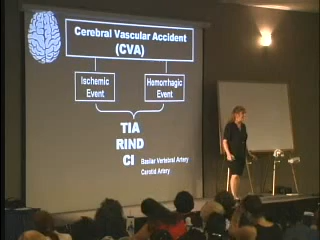 Cerebral Vascular Accident
(CVA)
Ischemic
Event
Hemorrhagic
Event
TIA
RIND
CI
Basilar Vertebral Artery
Carotid Artery